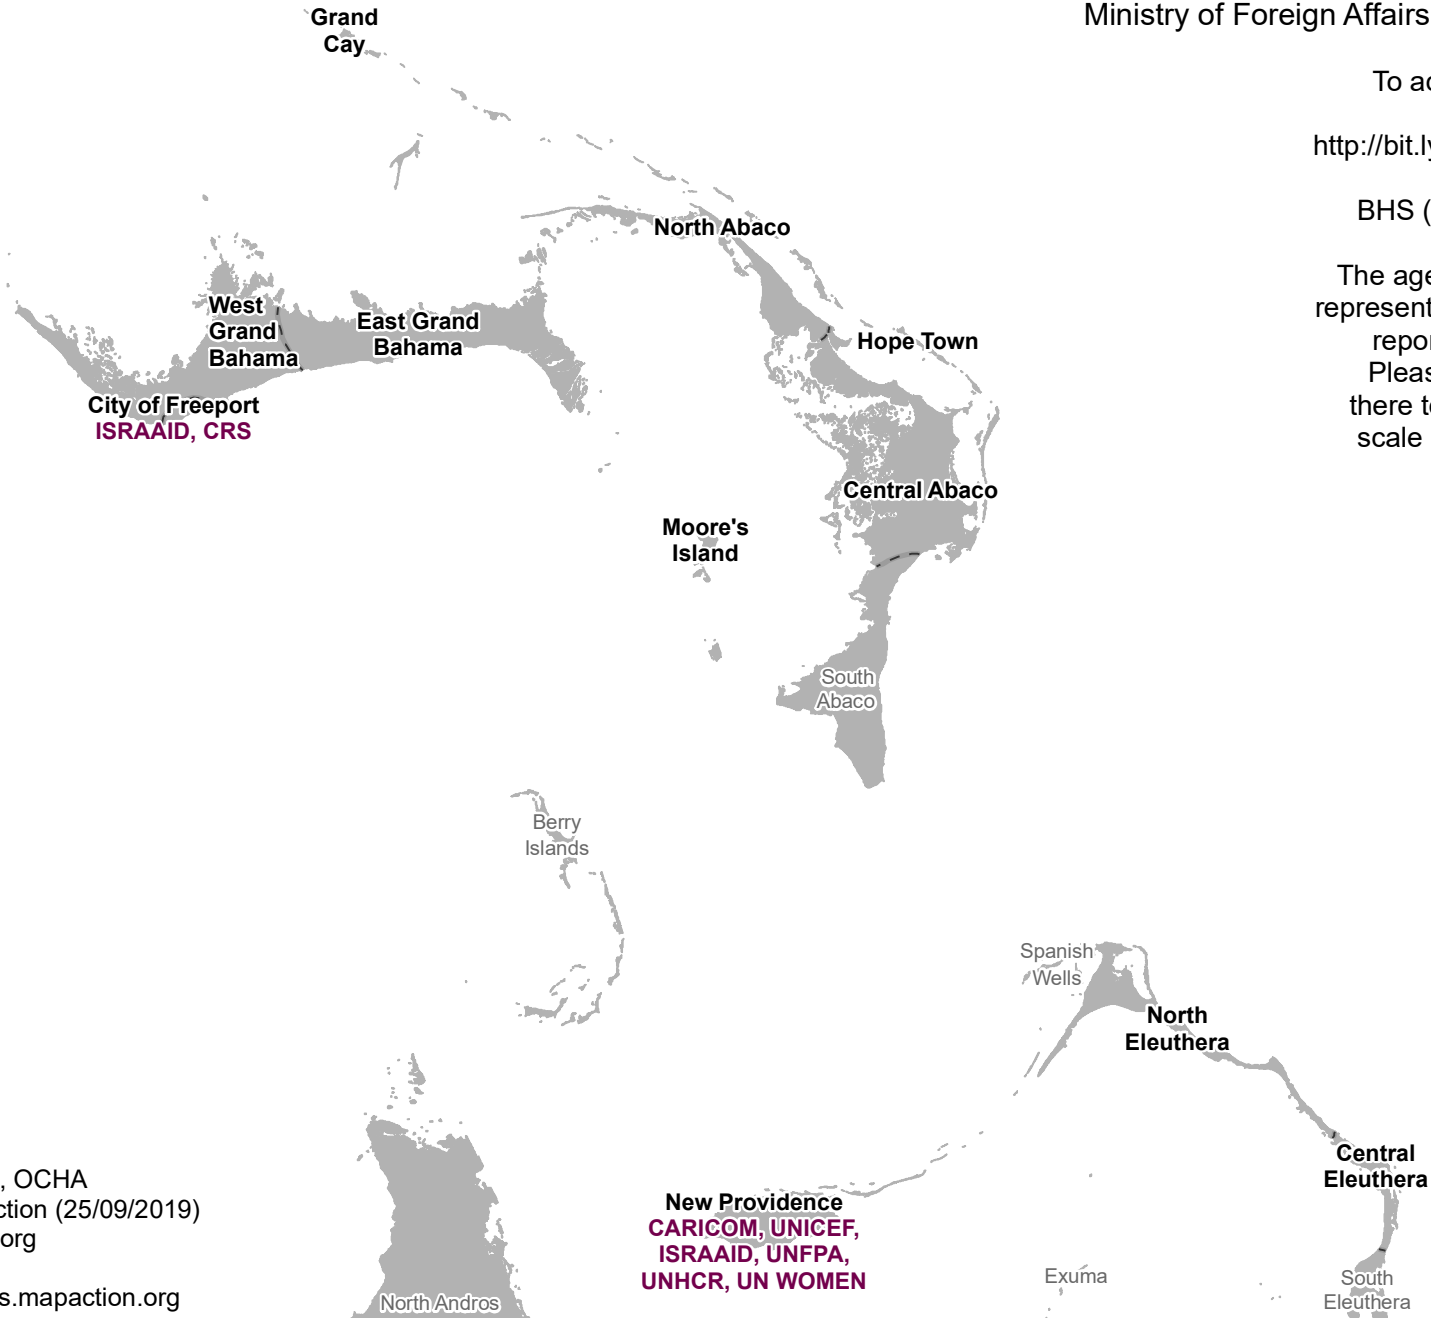 Grand
Cay
Ministry of Foreign Affairs
To a
http://bit.ly
BHS (
The age
represent
repor
Pleas
there t
scale
North Abaco
West
Grand
Bahama
East Grand
Bahama
Hope Town
City of Freeport
ISRAAID, CRS
Central Abaco
Moore's
Island
South
Abaco
Berry
Islands
Spanish
Wells
North
Eleuthera
Central
Eleuthera
New Providence
CARICOM, UNICEF,
ISRAAID, UNFPA,
UNHCR, UN WOMEN
Exuma
South
Eleuthera
North Andros
, OCHA
ction (25/09/2019)
org
s.mapaction.org